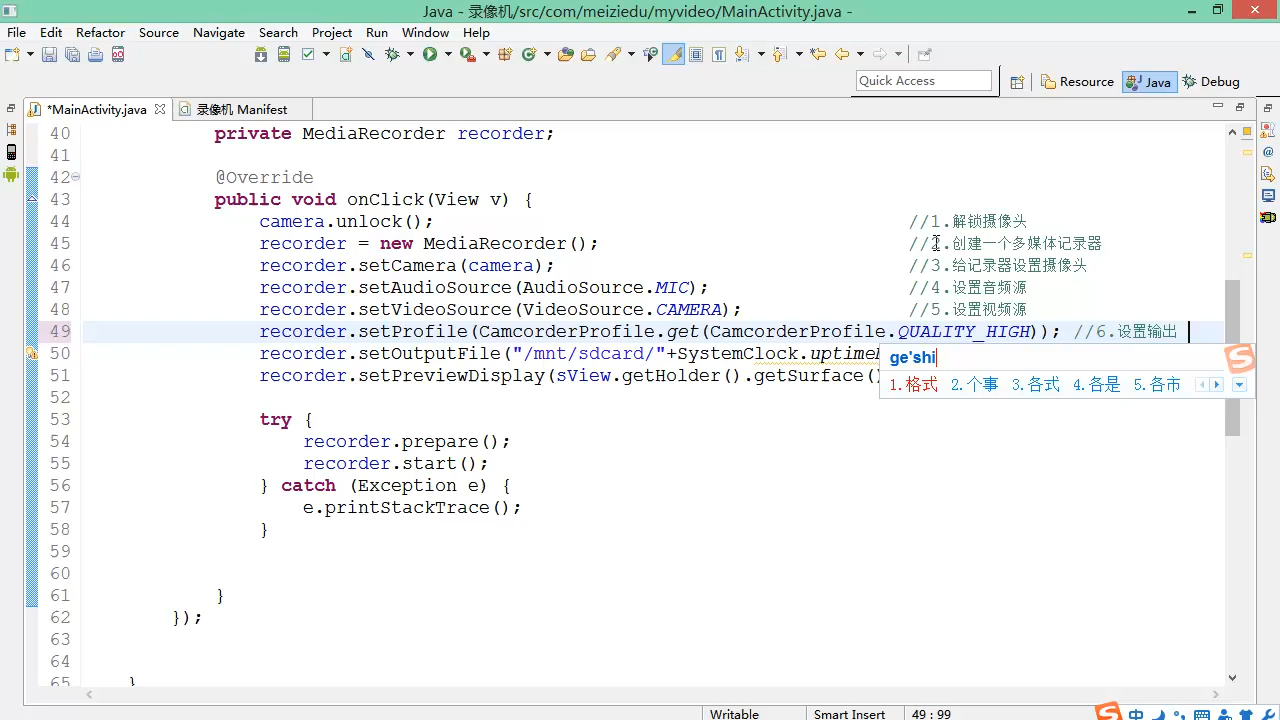 Java - 录像机/src/com/meiziedu/myvideo/MainActivity.java -
File Edit Refactor Source Navigate Search Project Run Window Help
Quick Access
Resource Java Debug
*MainActivity.java 录像机 Manifest
40 private MediaRecorder recorder;
41
42 @Override
43 public void onClick(View v) {
44 camera.unlock(); //1.解锁摄像头
45 recorder = new MediaRecorder(); //2.创建一个多媒体记录器
46 recorder.setCamera(camera); //3.给记录器设置摄像头
47 recorder.setAudioSource(AudioSource.MIC); //4.设置音频源
48 recorder.setVideoSource(VideoSource.CAMERA); //5.设置视频源
49 recorder.setProfile(CamcorderProfile.get(CamcorderProfile.QUALITY_HIGH)); //6.设置输出
50 recorder.setOutputFile("/mnt/sdcard/"+SystemClock.uptime
51 recorder.setPreviewDisplay(sView.getHolder().getSurface()
ge'shi
1.格式 2.个事 3.各式 4.各是 5.各市
52
53 try {
54 recorder.prepare();
55 recorder.start();
56 } catch (Exception e) {
57 e.printStackTrace();
58 }
59
60
61 }
62 });
63
64
65 }
Writable Smart Insert 49 : 99
中